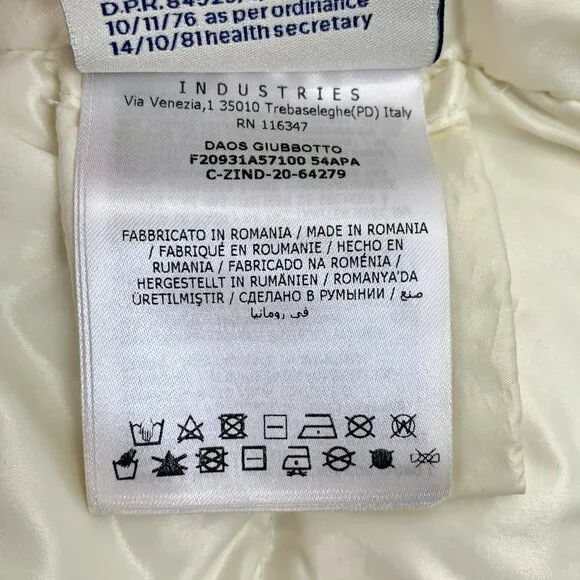 D.P.R.
10/11/76 as per ordinance
14/10/81 health secretary
INDUSTRIES
Via Venezia,1 35010 Trebaseleghe(PD) Italy
RN 116347
DAOS GIUBBOTTO
F20931A57100 54APA
C-ZIND-20-64279
FABBRICATO IN ROMANIA / MADE IN ROMANIA
/ FABRIQUÉ EN ROUMANIE / HECHO EN
RUMANIA / FABRICADO NA ROMÉNIA /
HERGESTELLT IN RUMÄNIEN / ROMANYA'DA
ÜRETILMIŞTIR / СДЕЛАНО В РУМЫНИИ / صنع
في رومانيا